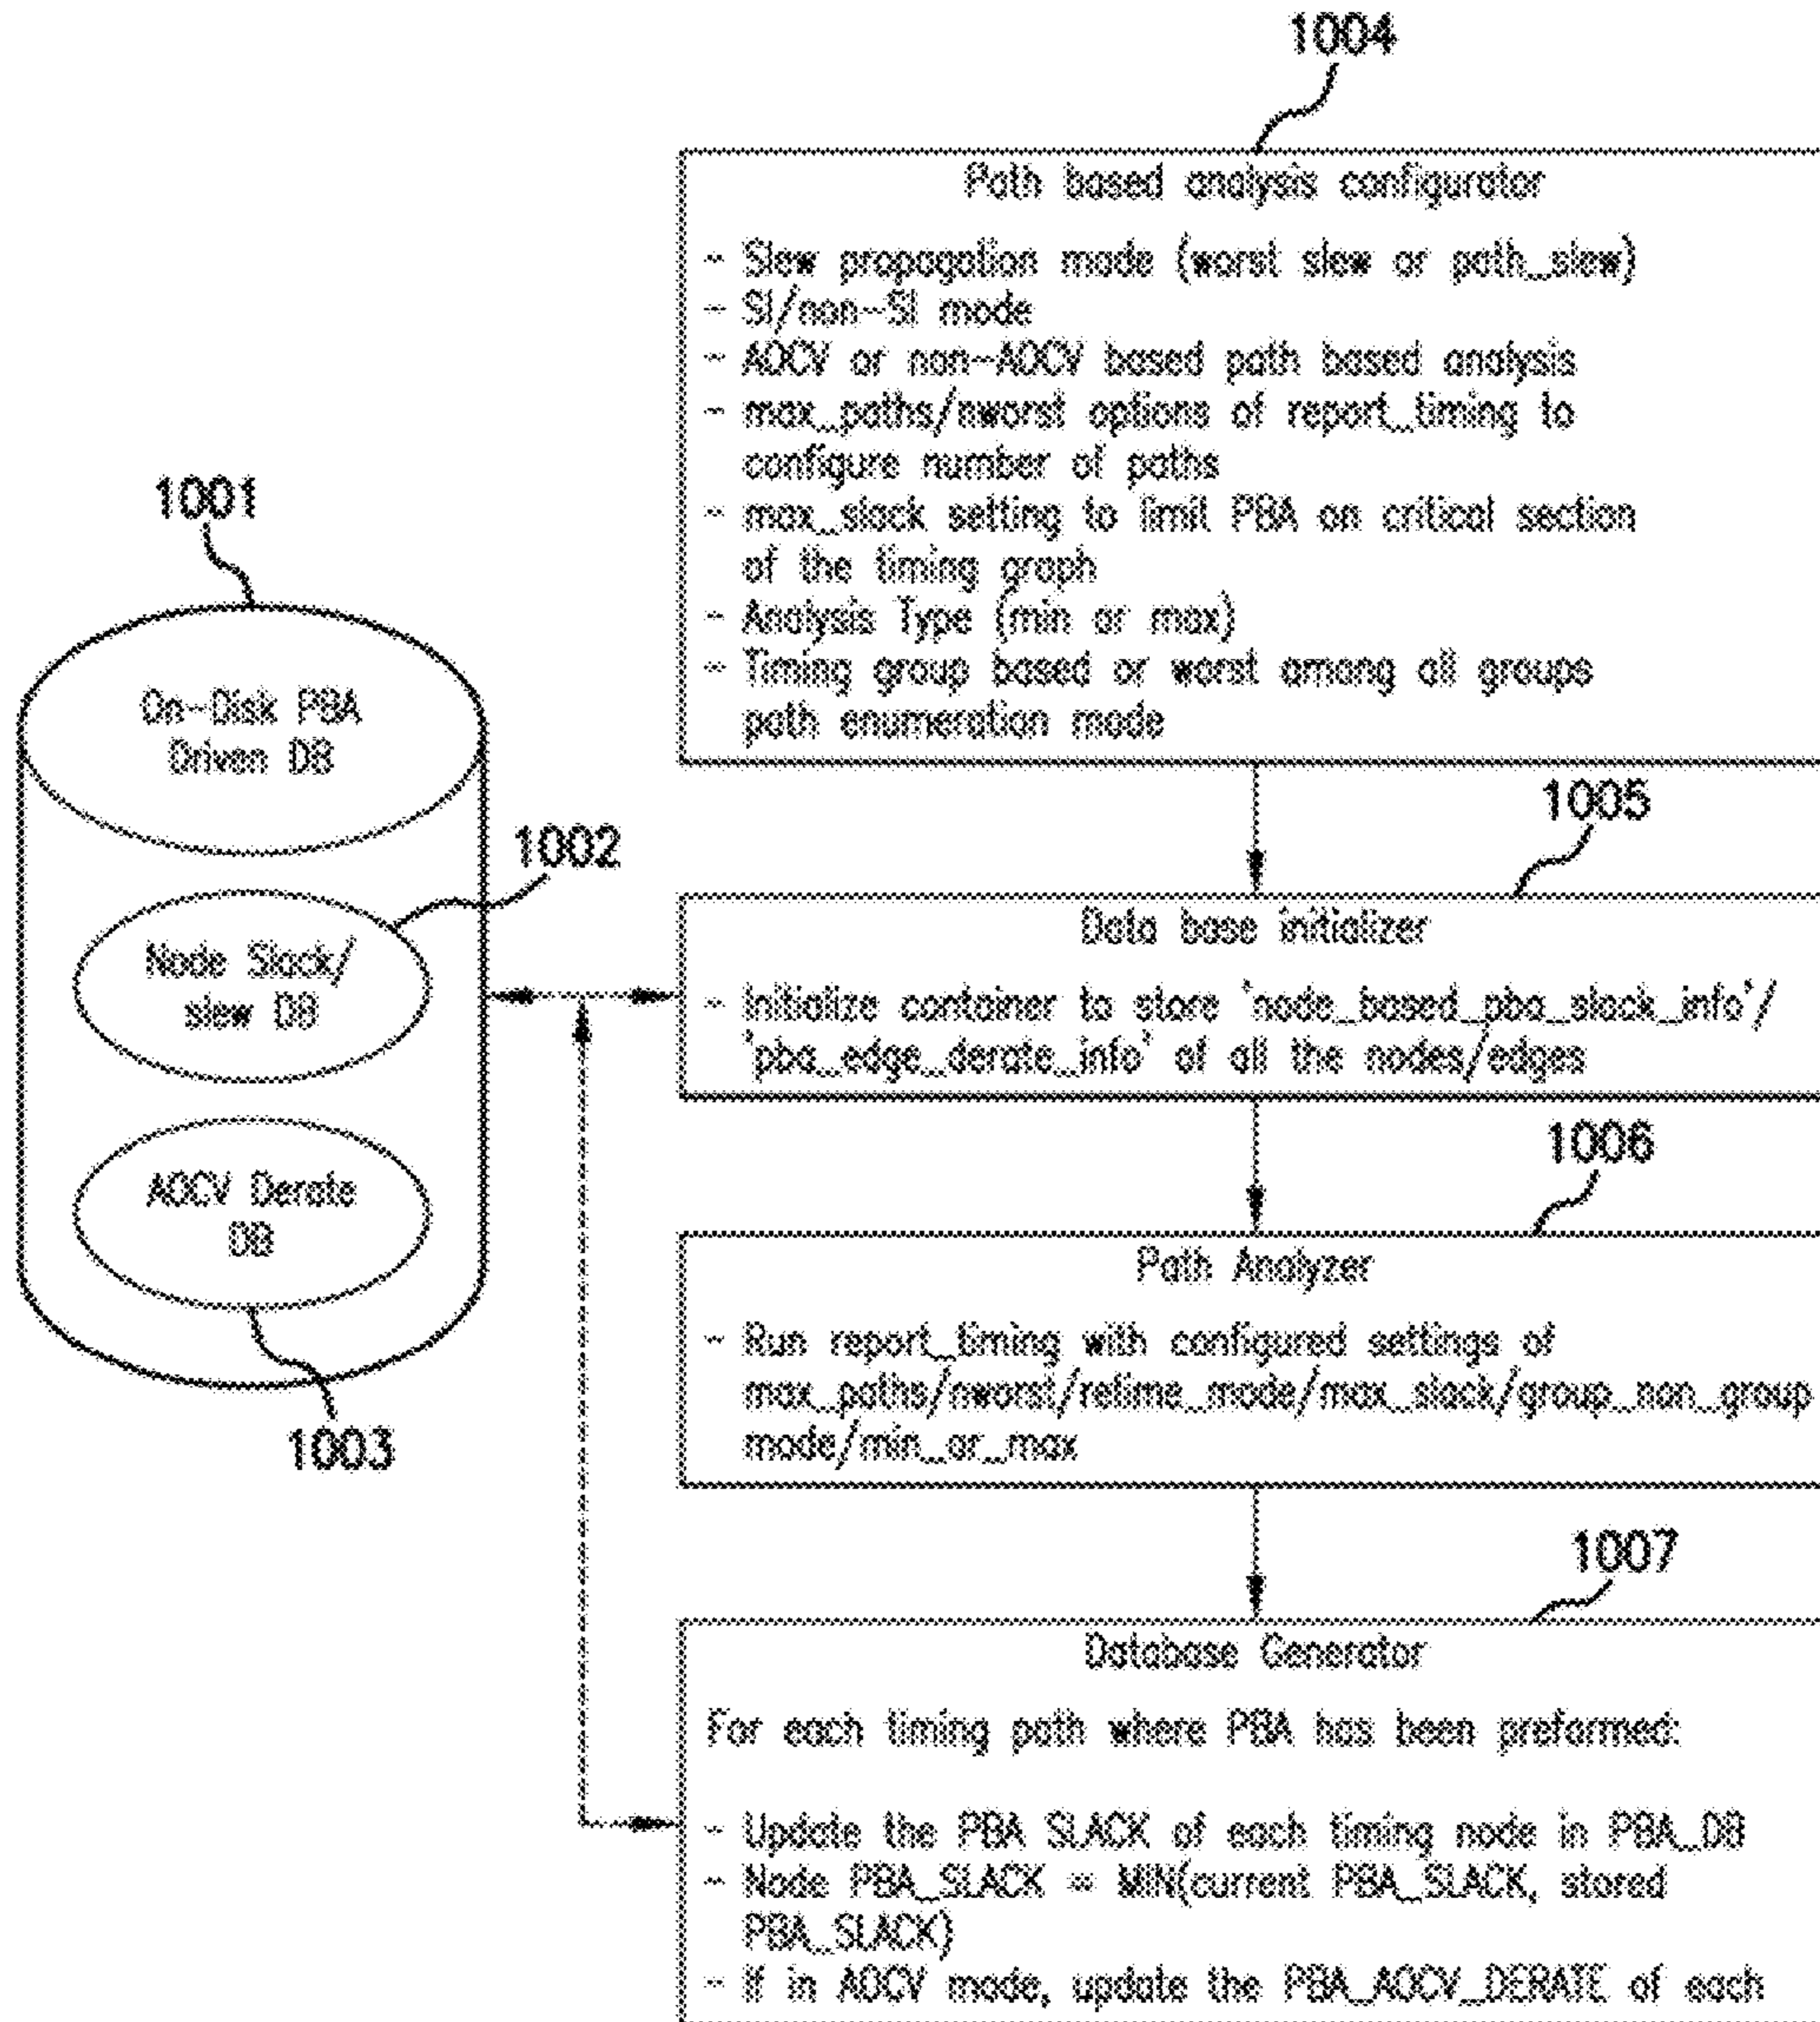 1004
Path based analysis configurator
- Slew propagation mode (worst slew or path_slew)
- SI/non-SI mode
- AOCV or non-AOCV based path based analysis
- max_paths/nworst options of report_timing to
configure number of paths
- max_slack setting to limit PBA on critical section
of the timing graph
- Analysis Type (min or max)
- Timing group based or worst among all groups
path enumeration mode
1001
On-Disk PBA
Driven DB
1002
Node Slack/
slew DB
AOCV Derate
DB
1003
1005
Data base initializer
- Initialize container to store 'node_based_pba_slack_info'/
'pba_edge_derate_info' of all the nodes/edges
1006
Path Analyzer
- Run report_timing with configured settings of
max_paths/nworst/retime_mode/max_slack/group_non_group
mode/min_or_max
1007
Database Generator
For each timing path where PBA has been preformed:
- Update the PBA SLACK of each timing node in PBA_DB
- Node PBA_SLACK = MIN(current PBA_SLACK, stored
PBA_SLACK)
- If in AOCV mode, update the PBA_AOCV_DERATE of each